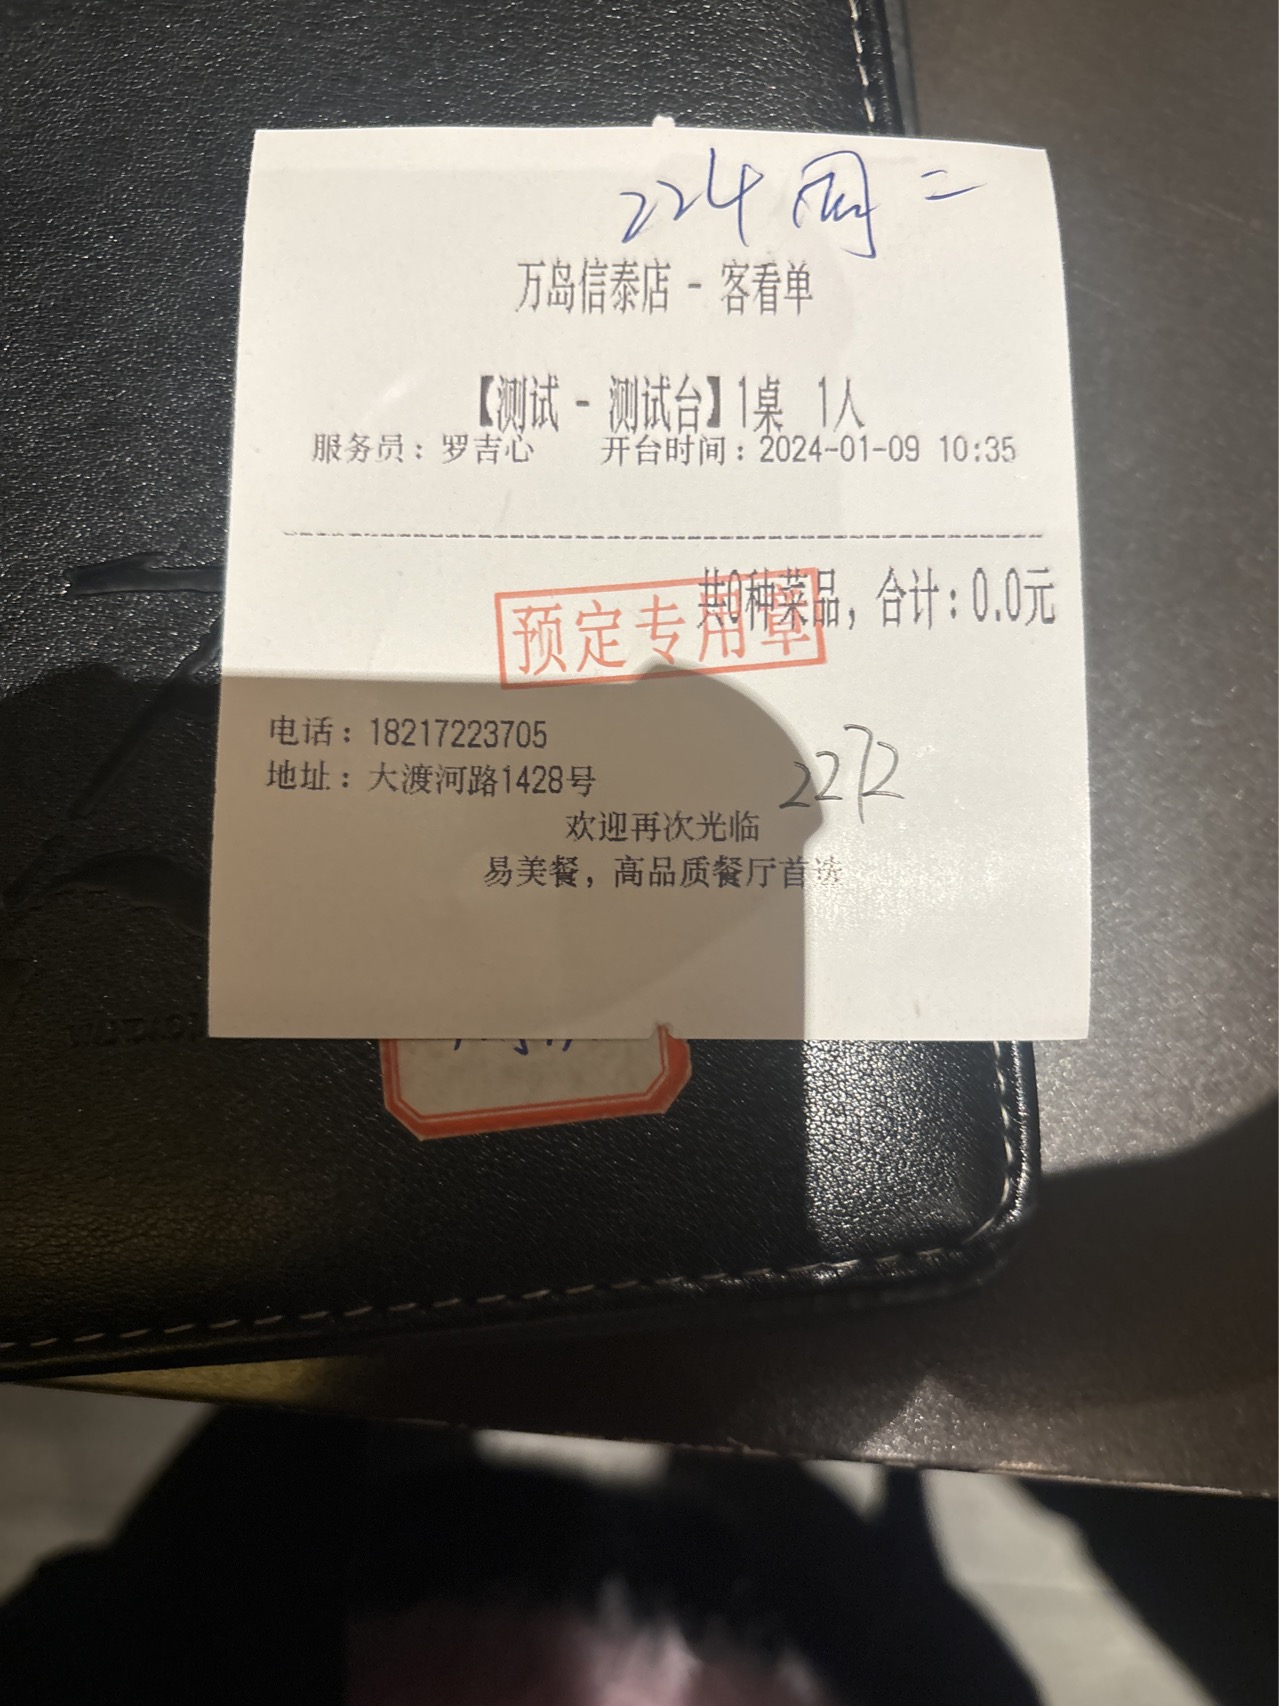 224 周二
万岛信泰店 - 客看单
【测试 - 测试台】1桌 1人
服务员：罗吉心 开台时间：2024-01-09 10:35
共0种菜品，合计：0.0元
预定专用章
电话：18217223705
地址：大渡河路1428号
2272
欢迎再次光临
易美餐，高品质餐厅首选